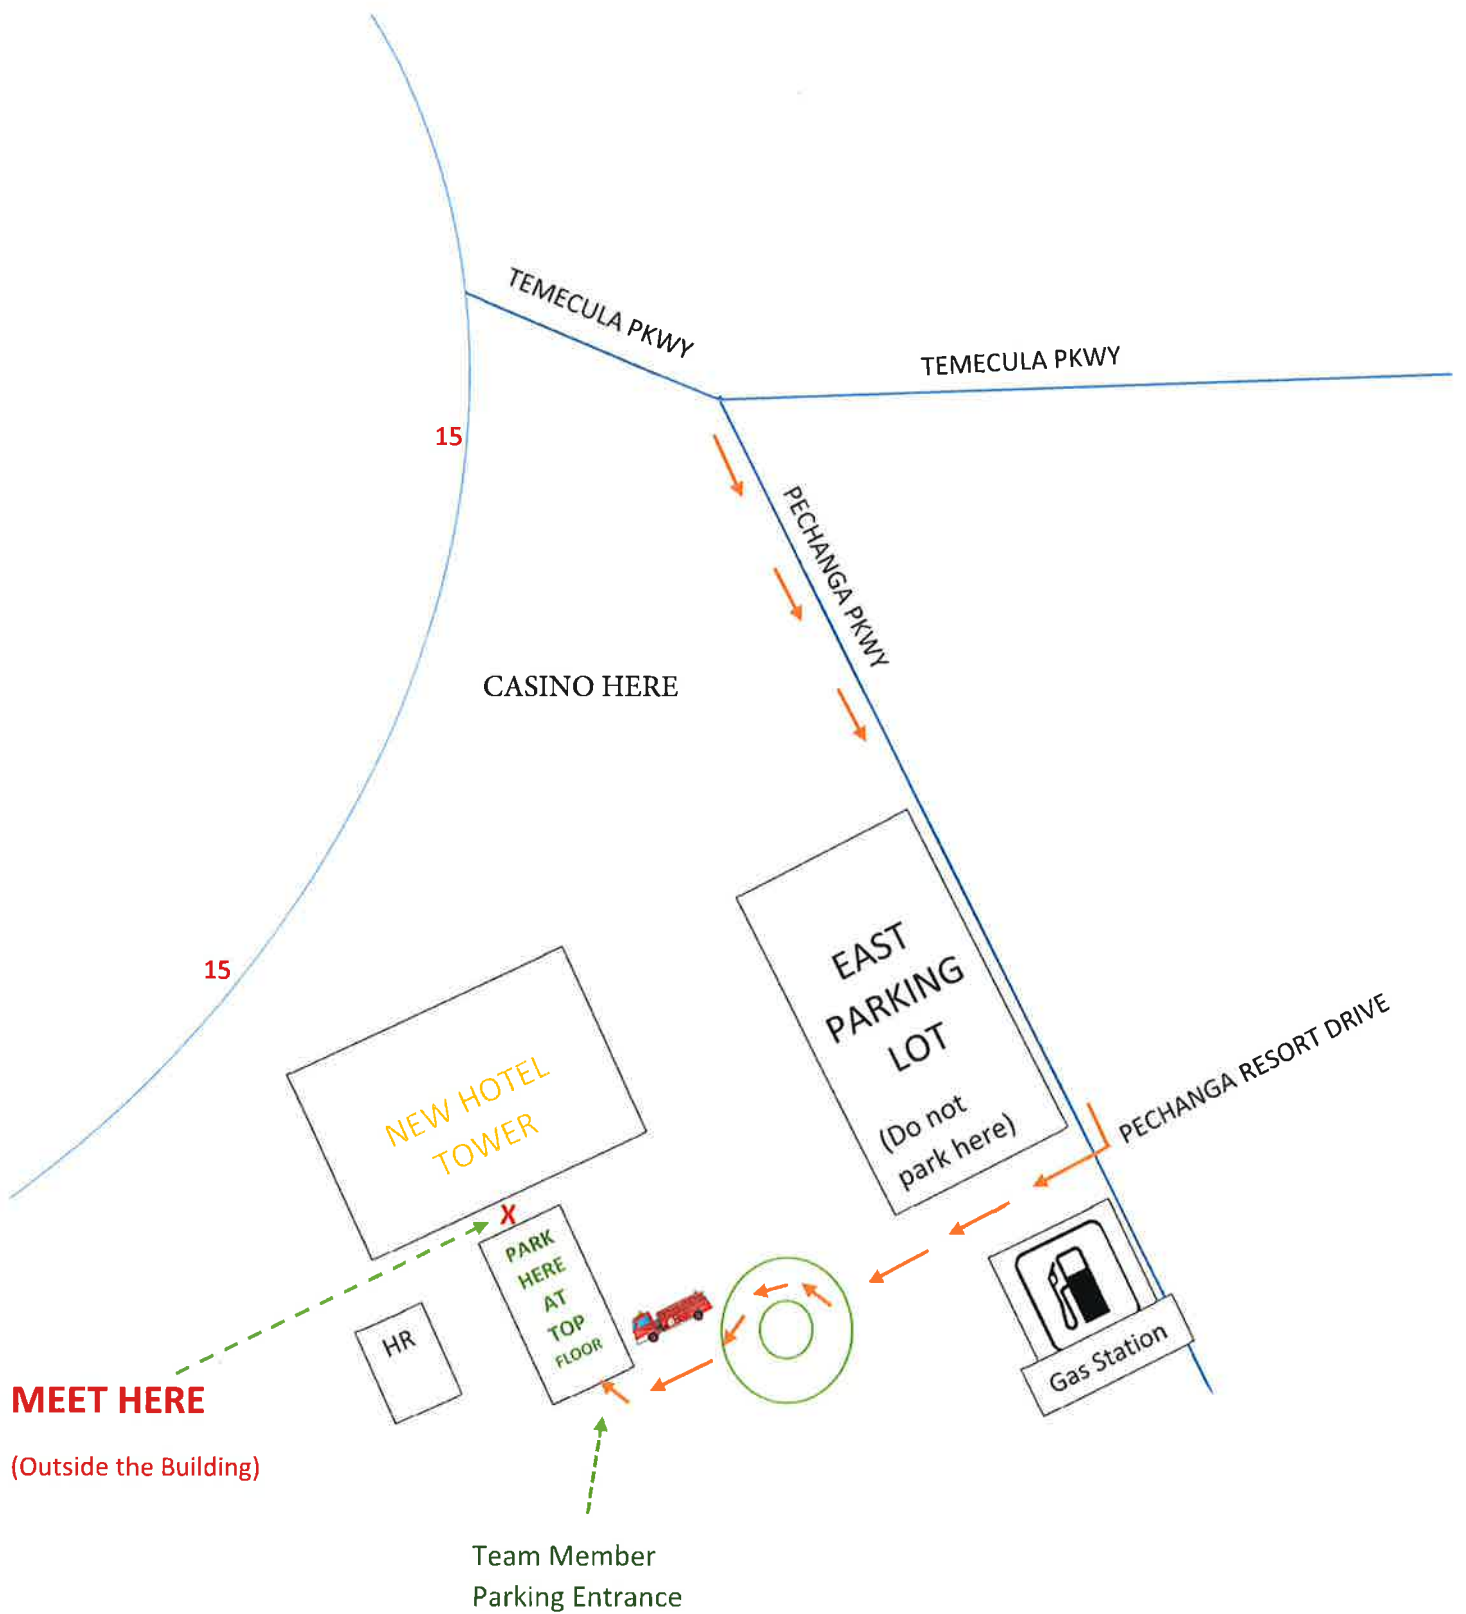 TEMECULA PKWY
TEMECULA PKWY
15
PECHANGA PKWY
CASINO HERE
EAST
PARKING
LOT
(Do not
park here)
15
PECHANGA RESORT DRIVE
NEW HOTEL
TOWER
X
PARK
HERE
AT
TOP
FLOOR
HR
Gas Station
MEET HERE
(Outside the Building)
Team Member
Parking Entrance